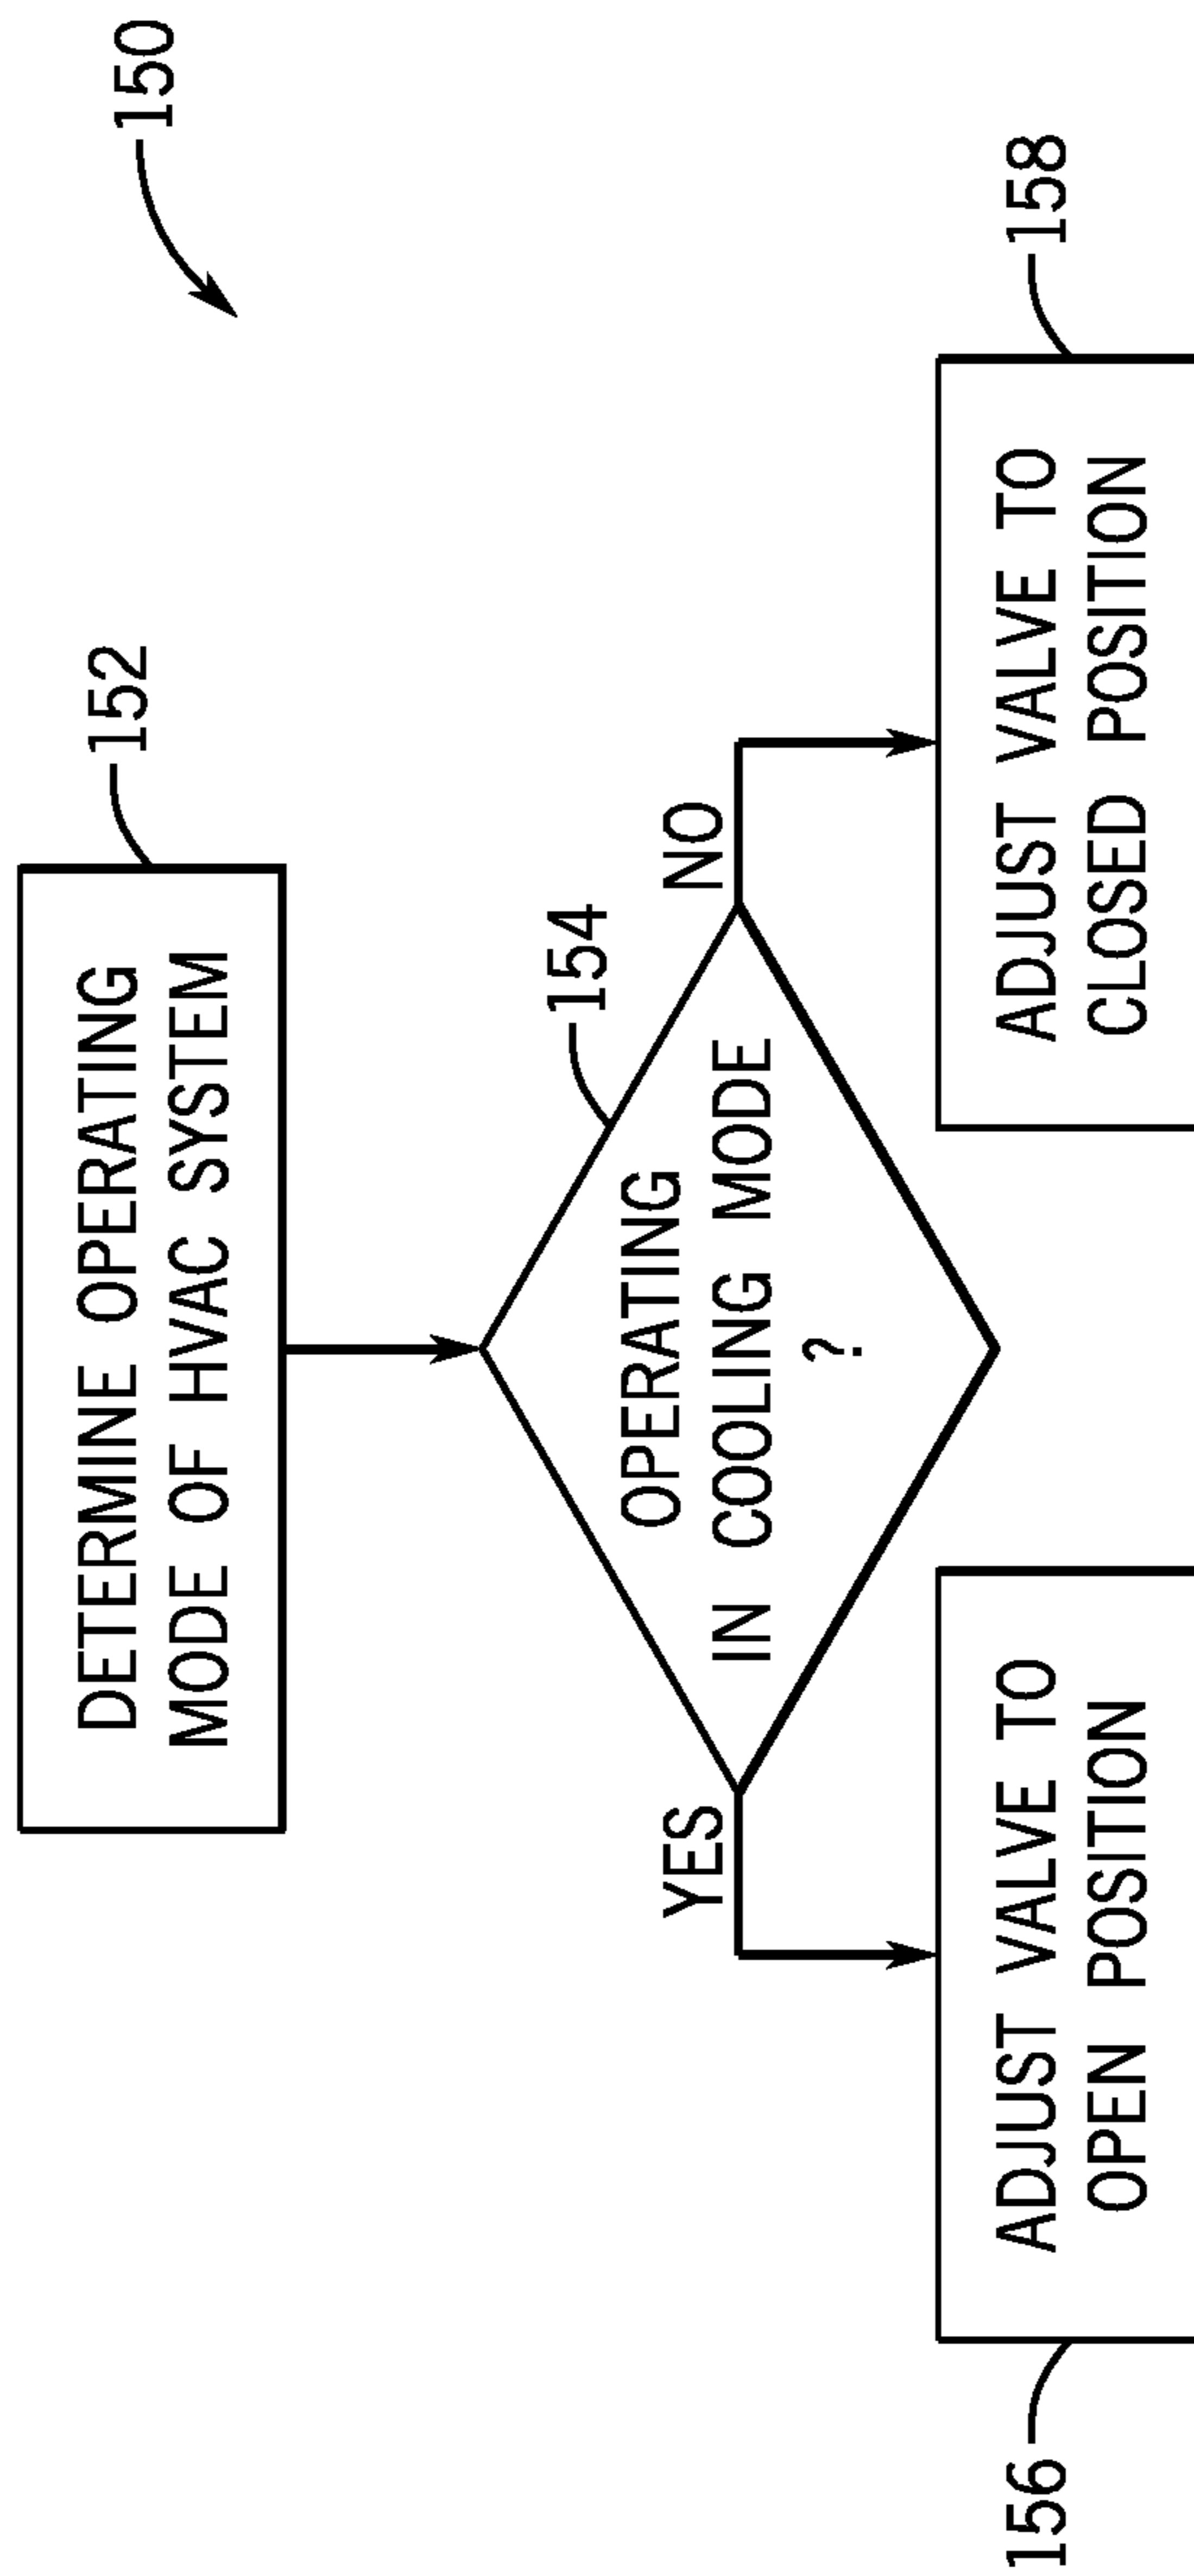 150
152
DETERMINE OPERATING
MODE OF HVAC SYSTEM
154
OPERATING
IN COOLING MODE
?
YES
NO
156
ADJUST VALVE TO
OPEN POSITION
158
ADJUST VALVE TO
CLOSED POSITION